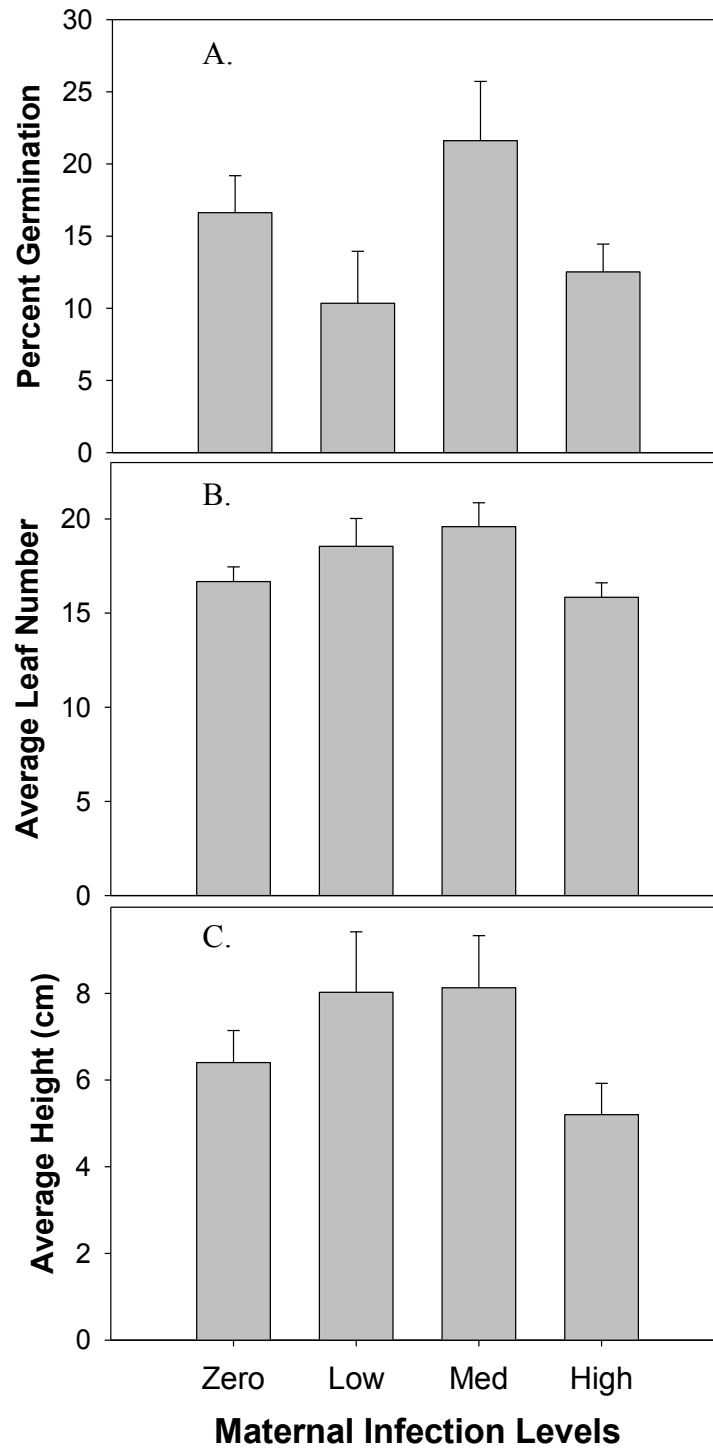 A.
Percent Germination
30
25
20
15
10
5
0
B.
Average Leaf Number
20
15
10
5
0
C.
Average Height (cm)
8
6
4
2
0
Zero Low Med High
Maternal Infection Levels